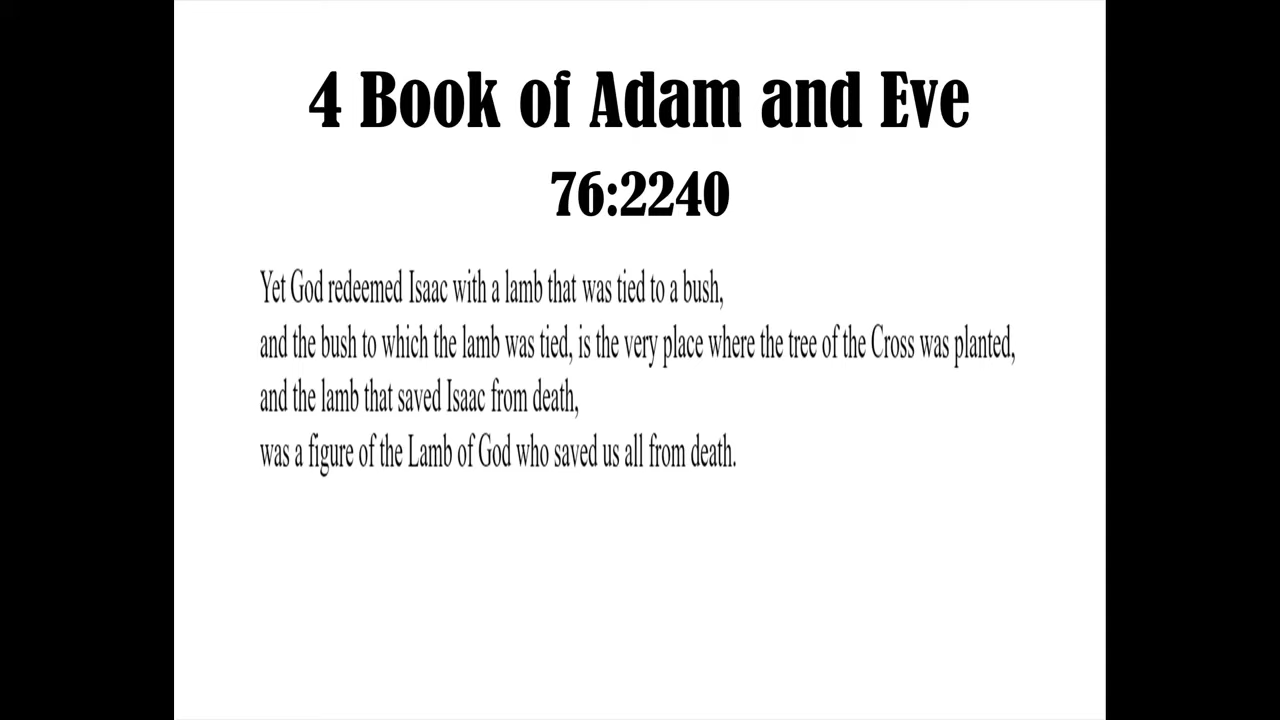 4 Book of Adam and Eve
76:2240
Yet God redeemed Isaac with a lamb that was tied to a bush,
and the bush to which the lamb was tied, is the very place where the tree of the Cross was planted,
and the lamb that saved Isaac from death,
was a figure of the Lamb of God who saved us all from death.